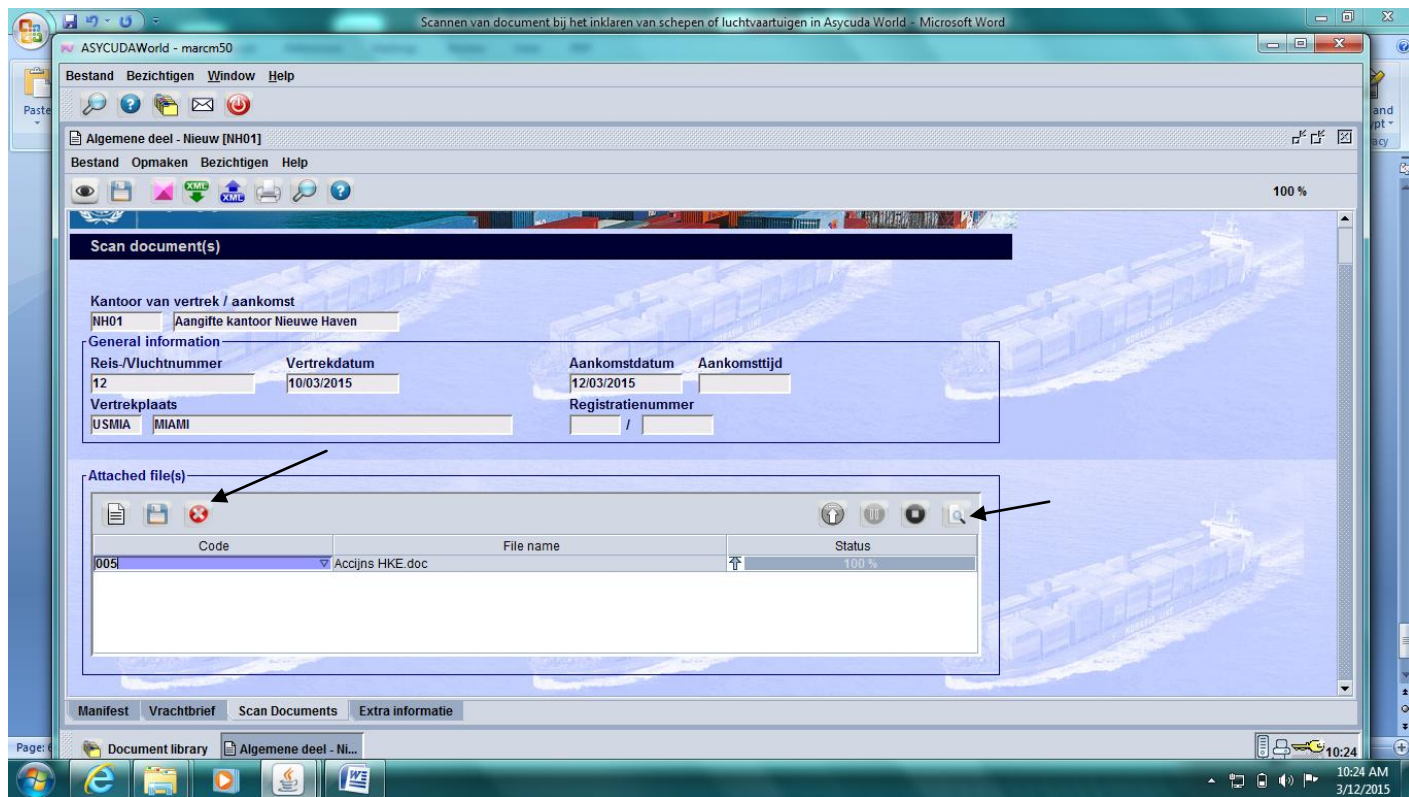 Scannen van document bij het inklaren van schepen of luchtvaartuigen in Asycuda World - Microsoft Word
ASYCUDAWorld - marcm50
Bestand Bezichtigen Window Help
Paste
Algemene deel - Nieuw [NH01]
Bestand Opmaken Bezichtigen Help
XML XML
100 %
Scan document(s)
Kantoor van vertrek / aankomst
NH01 Aangifte kantoor Nieuwe Haven
General information
Reis-/Vluchtnummer Vertrekdatum Aankomstdatum Aankomsttijd
12 10/03/2015 12/03/2015
Vertrekplaats Registratienummer
USMIA MIAMI /
Attached file(s)
Code File name Status
005 Accijns HKE.doc 100 %
Manifest Vrachtbrief Scan Documents Extra informatie
Document library Algemene deel - Ni...
10:24
Page:
10:24 AM
3/12/2015